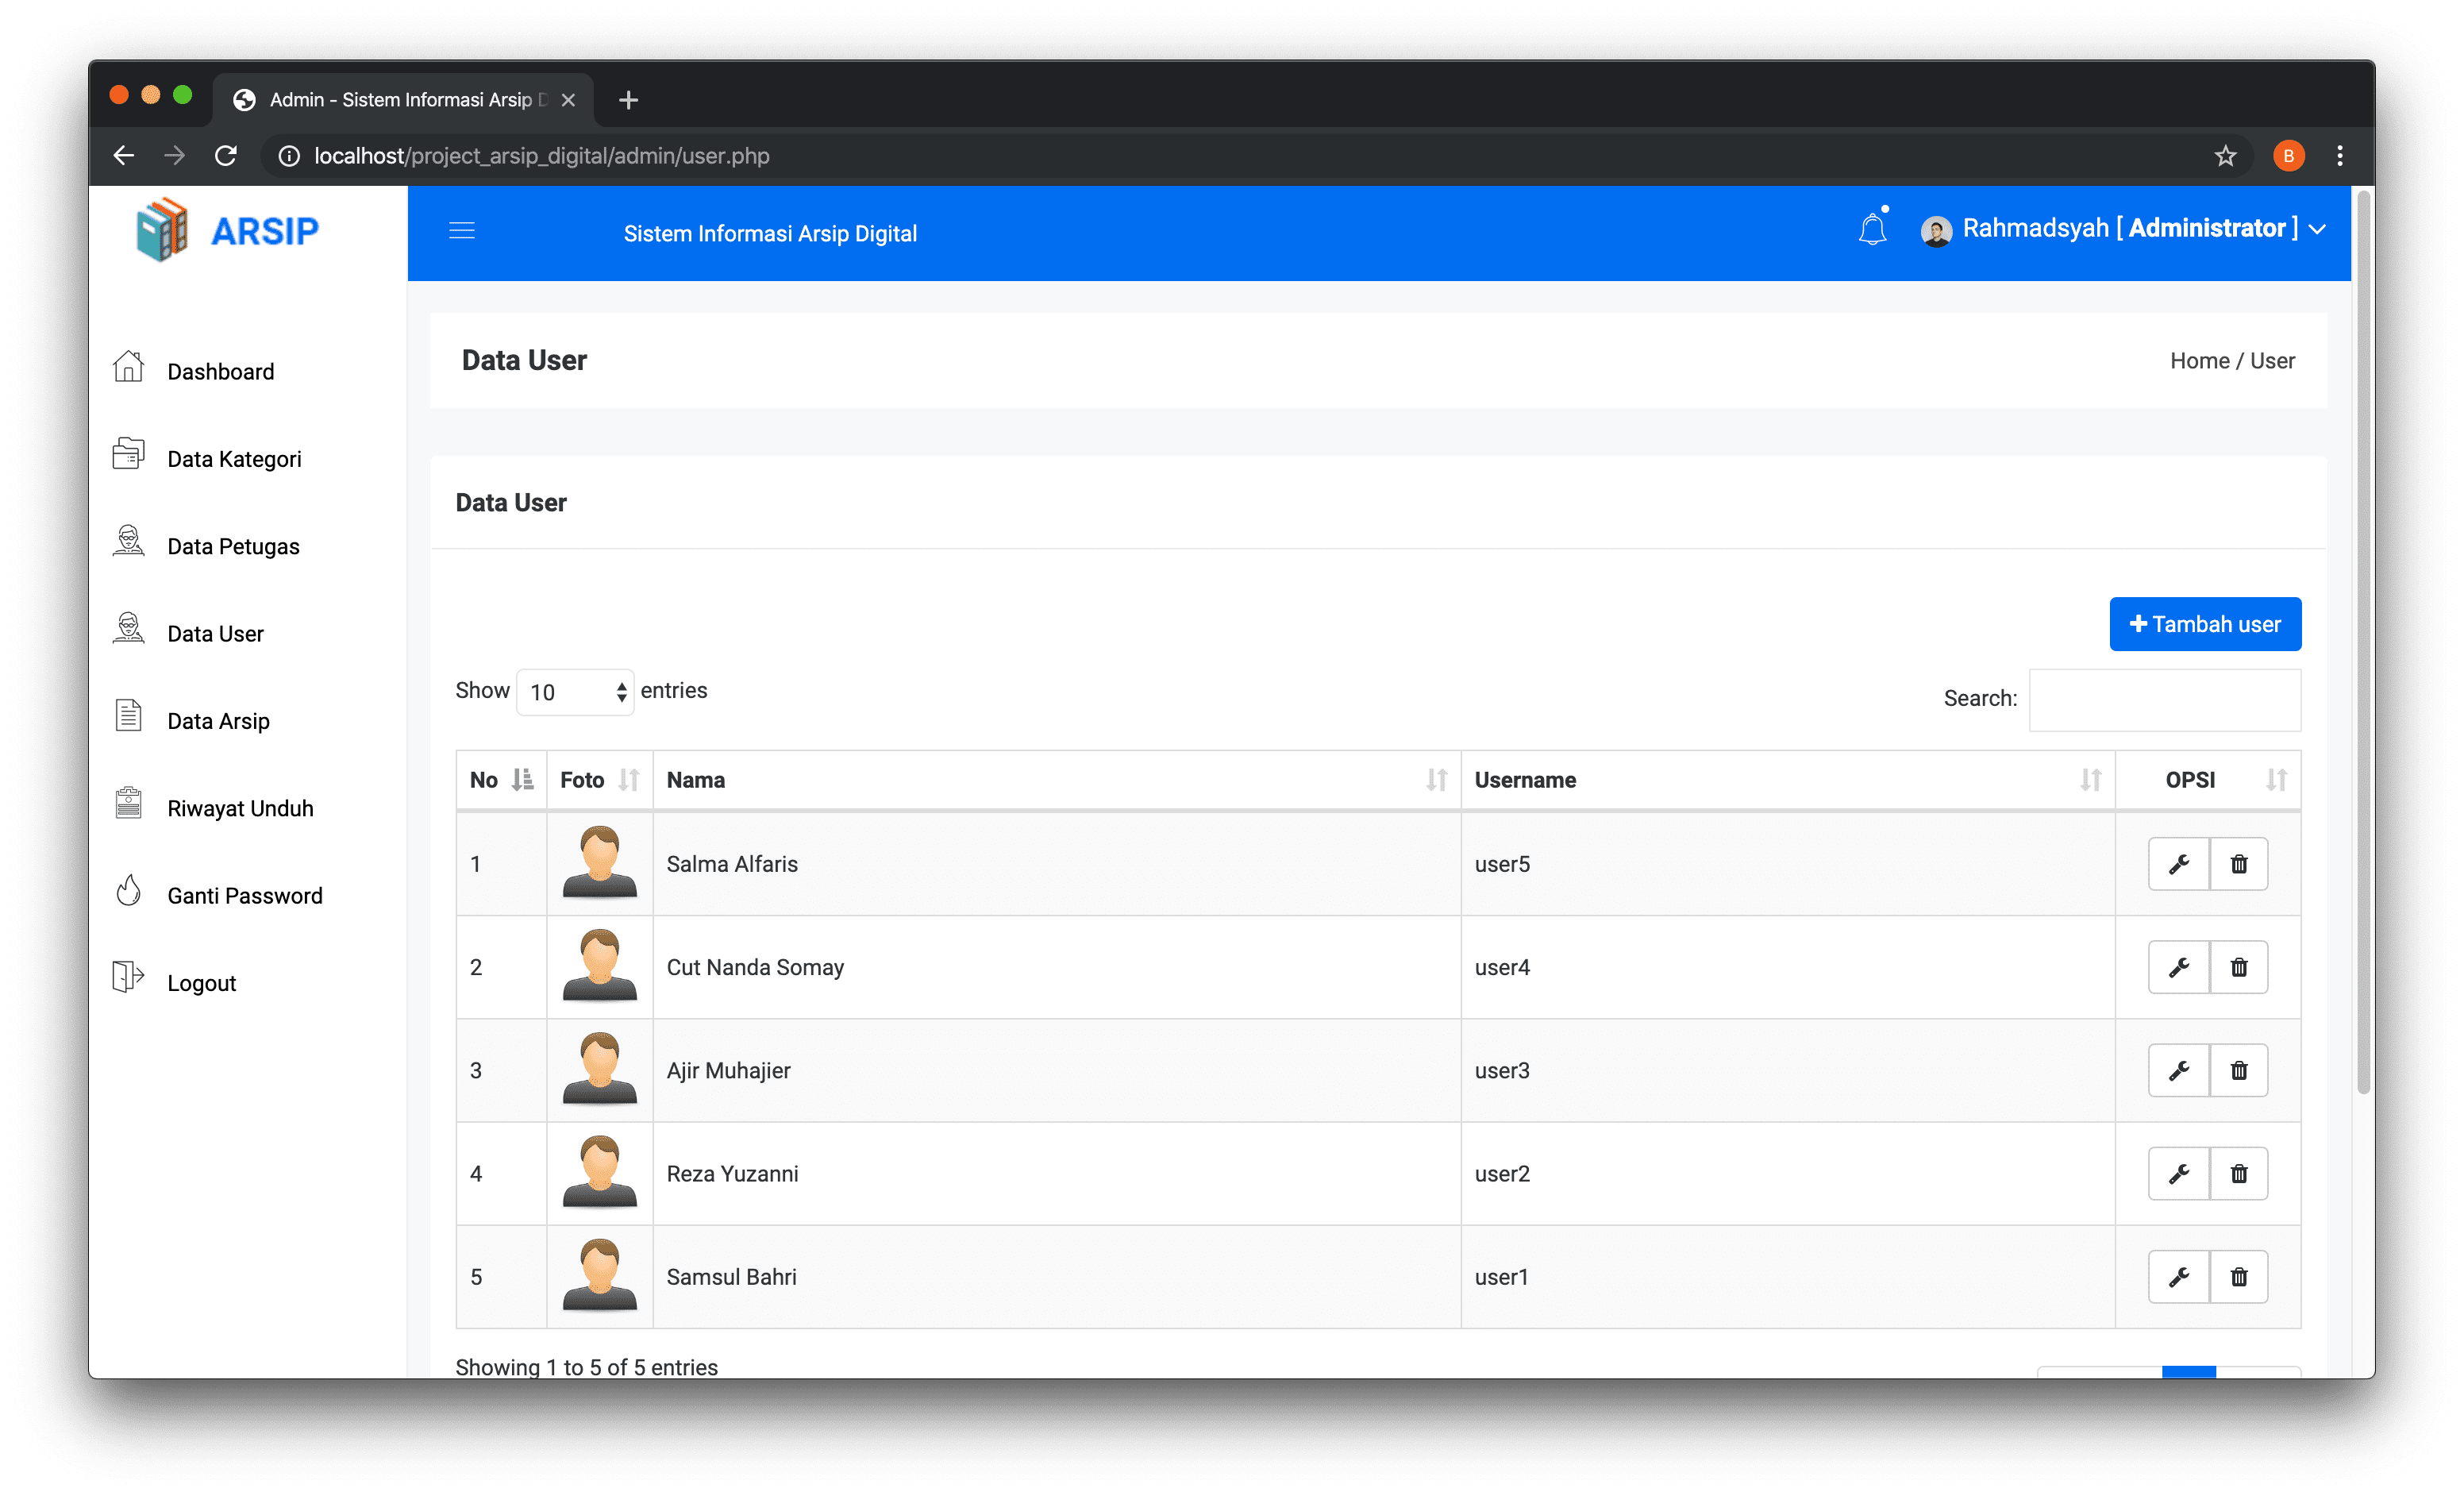 Admin - Sistem Informasi Arsip
localhost/project_arsip_digital/admin/user.php
B
ARSIP
Sistem Informasi Arsip Digital
Rahmadsyah [ Administrator ]
Dashboard
Data Kategori
Data Petugas
Data User
Data Arsip
Riwayat Unduh
Ganti Password
Logout
Data User
Home / User
Data User
Tambah user
Show 10 entries
Search:
No Foto Nama Username OPSI
1 Salma Alfaris user5
2 Cut Nanda Somay user4
3 Ajir Muhajier user3
4 Reza Yuzanni user2
5 Samsul Bahri user1
Showing 1 to 5 of 5 entries